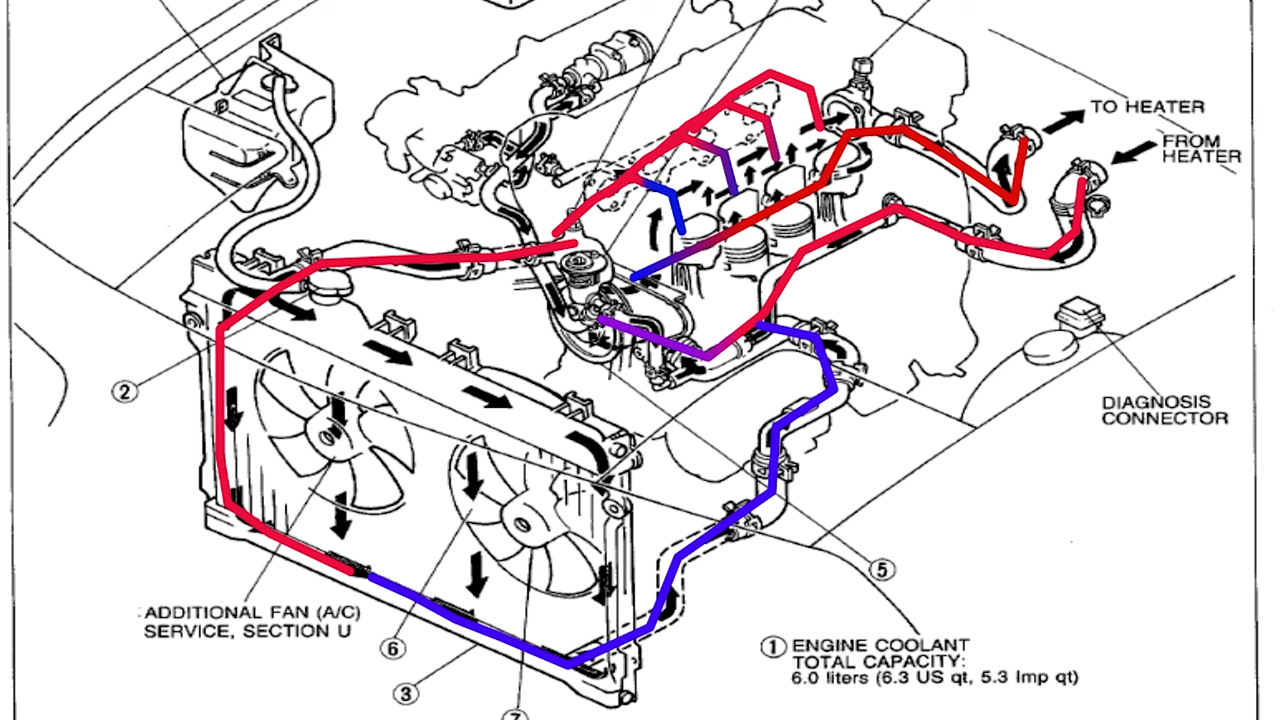 TO HEATER
FROM
HEATER
DIAGNOSIS
CONNECTOR
2
5
ADDITIONAL FAN (A/C)
SERVICE, SECTION U
6
3
7
1 ENGINE COOLANT
TOTAL CAPACITY:
6.0 liters (6.3 US qt, 5.3 Imp qt)